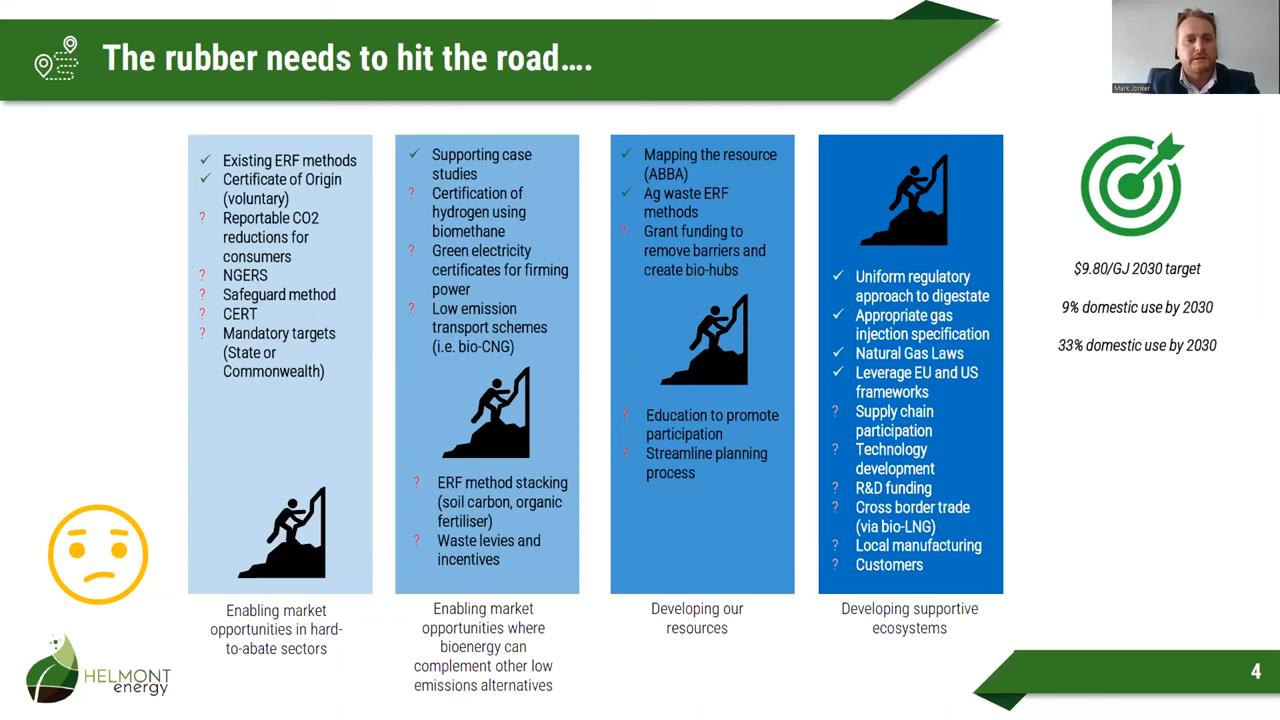 The rubber needs to hit the road….
Mark Jonker
✓ Existing ERF methods
✓ Certificate of Origin
(voluntary)
? Reportable CO2
reductions for
consumers
? NGERS
? Safeguard method
? CERT
? Mandatory targets
(State or
Commonwealth)
Enabling market
opportunities in hard-
to-abate sectors
✓ Supporting case
studies
? Certification of
hydrogen using
biomethane
? Green electricity
certificates for firming
power
? Low emission
transport schemes
(i.e. bio-CNG)
? ERF method stacking
(soil carbon, organic
fertiliser)
? Waste levies and
incentives
Enabling market
opportunities where
bioenergy can
complement other low
emissions alternatives
✓ Mapping the resource
(ABBA)
✓ Ag waste ERF
methods
? Grant funding to
remove barriers and
create bio-hubs
? Education to promote
participation
? Streamline planning
process
Developing our
resources
✓ Uniform regulatory
approach to digestate
✓ Appropriate gas
injection specification
✓ Natural Gas Laws
✓ Leverage EU and US
frameworks
? Supply chain
participation
? Technology
development
? R&D funding
? Cross border trade
(via bio-LNG)
? Local manufacturing
? Customers
Developing supportive
ecosystems
$9.80/GJ 2030 target
9% domestic use by 2030
33% domestic use by 2030
HELMONT
energy
4